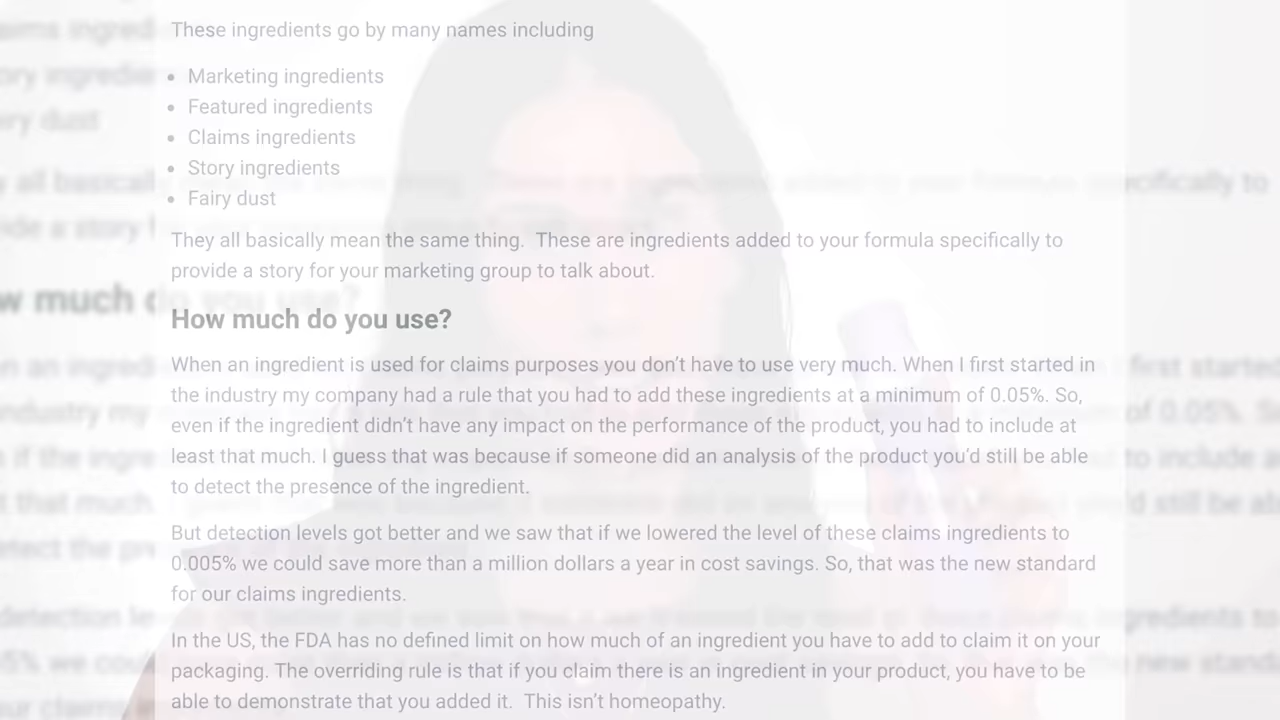 These ingredients go by many names including
• Marketing ingredients
• Featured ingredients
• Claims ingredients
• Story ingredients
• Fairy dust
They all basically mean the same thing.  These are ingredients added to your formula specifically to
provide a story for your marketing group to talk about.
How much do you use?
When an ingredient is used for claims purposes you don’t have to use very much. When I first started in
the industry my company had a rule that you had to add these ingredients at a minimum of 0.05%. So,
even if the ingredient didn’t have any impact on the performance of the product, you had to include at
least that much. I guess that was because if someone did an analysis of the product you’d still be able
to detect the presence of the ingredient.
But detection levels got better and we saw that if we lowered the level of these claims ingredients to
0.005% we could save more than a million dollars a year in cost savings. So, that was the new standard
for our claims ingredients.
In the US, the FDA has no defined limit on how much of an ingredient you have to add to claim it on your
packaging. The overriding rule is that if you claim there is an ingredient in your product, you have to be
able to demonstrate that you added it.  This isn’t homeopathy.